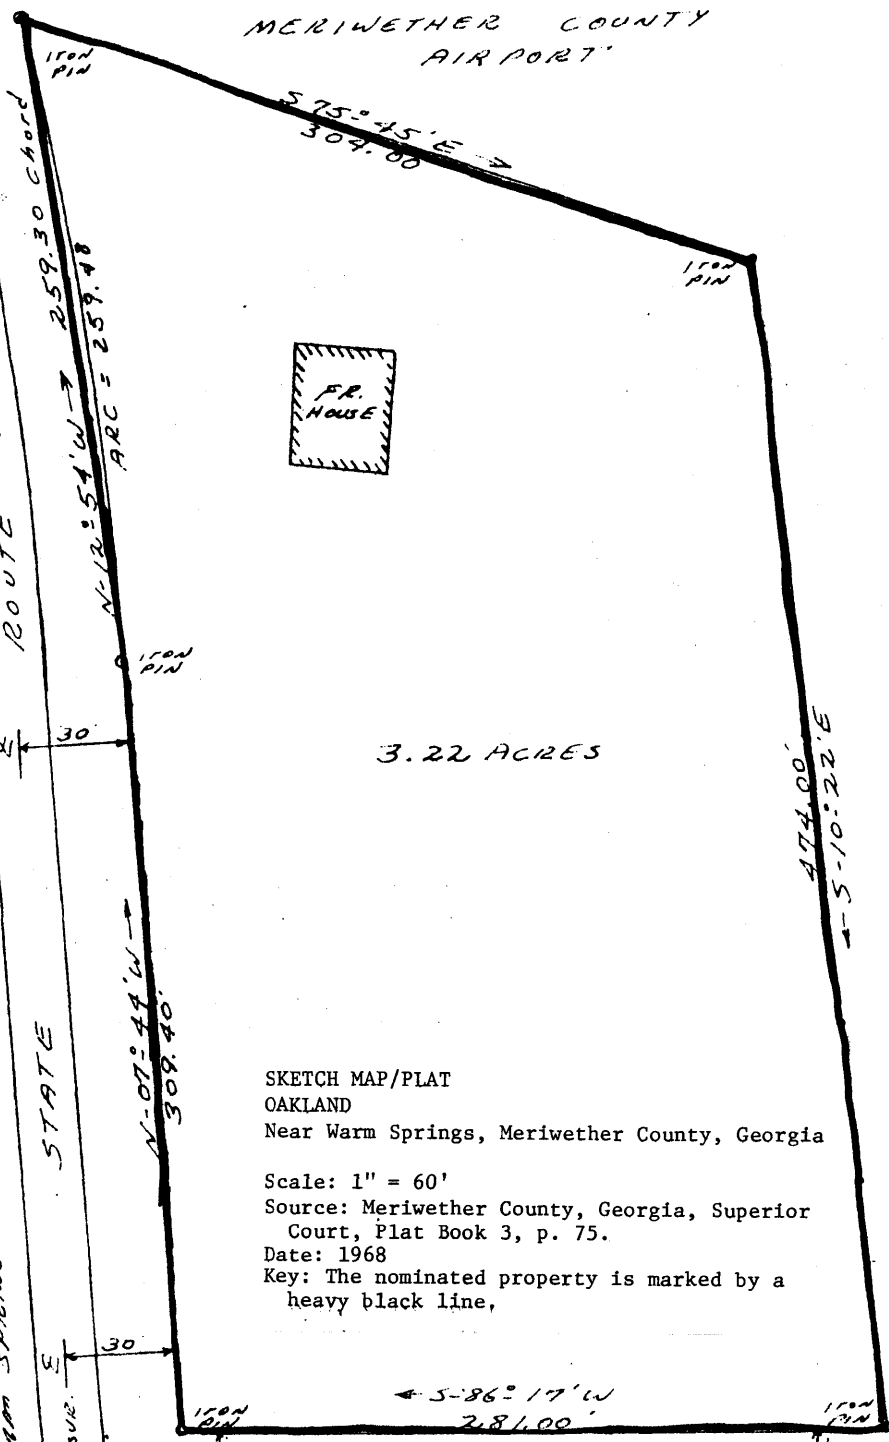 MERIWETHER COUNTY
AIRPORT
IRON
PIN
S 75° 45' E →
304.00
IRON
PIN
N-12° 54' W → 259.30 chord
ARC = 259.48
FR.
HOUSE
ROUTE
IRON
PIN
30'
3.22 ACRES
474.00'
← S-10° 22' E
N-07° 44' W →
309.40'
STATE
SKETCH MAP/PLAT
OAKLAND
Near Warm Springs, Meriwether County, Georgia
Scale: 1" = 60'
Source: Meriwether County, Georgia, Superior
Court, Plat Book 3, p. 75.
Date: 1968
Key: The nominated property is marked by a
heavy black line,
30'
← S-86° 17' W
281.00'
IRON
PIN
IRON
PIN